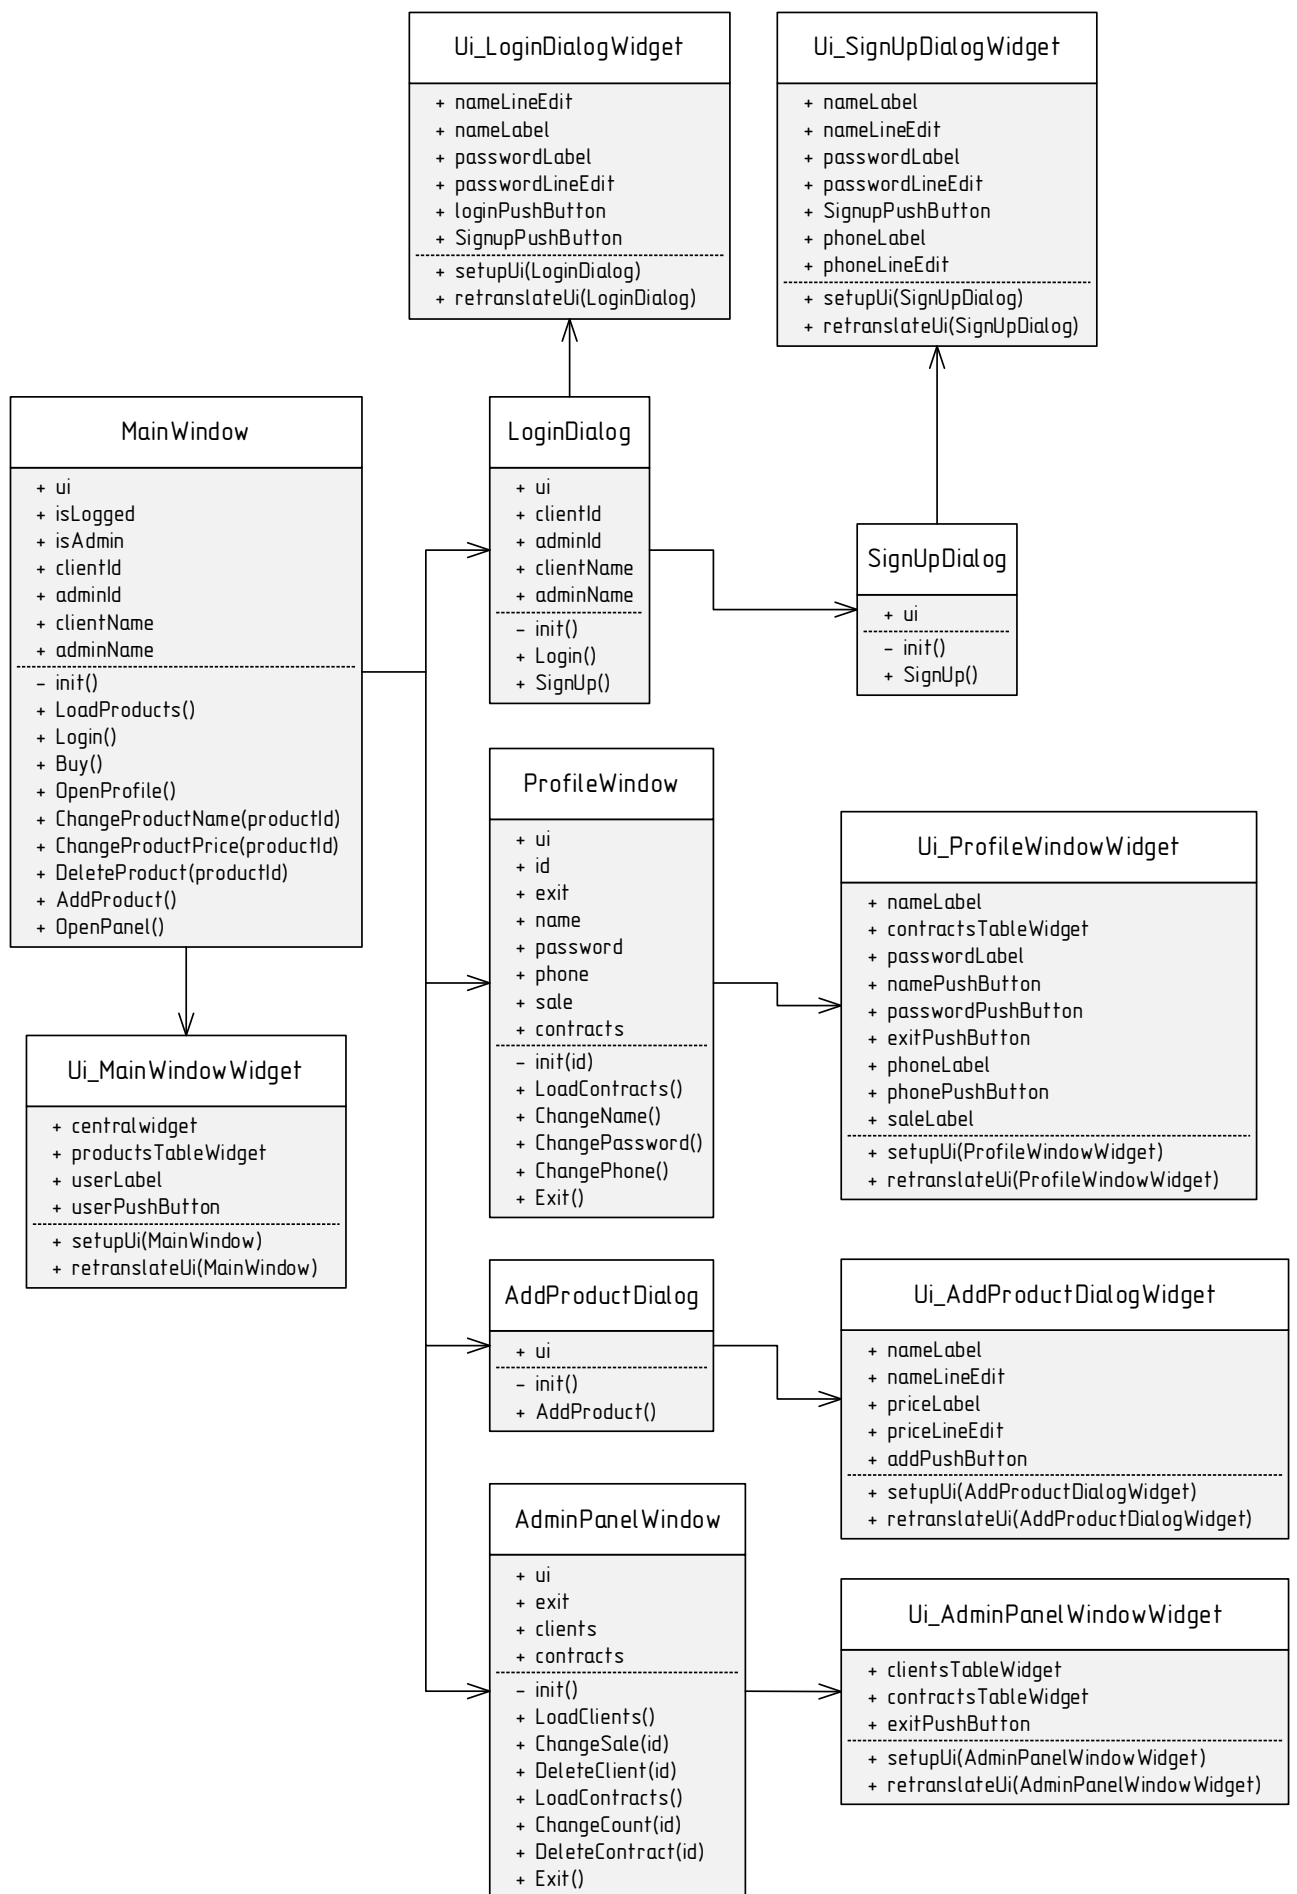 Ui_LoginDialogWidget
+ nameLineEdit
+ nameLabel
+ passwordLabel
+ passwordLineEdit
+ loginPushButton
+ SignupPushButton
+ setupUi(LoginDialog)
+ retranslateUi(LoginDialog)
Ui_SignUpDialogWidget
+ nameLabel
+ nameLineEdit
+ passwordLabel
+ passwordLineEdit
+ SignupPushButton
+ phoneLabel
+ phoneLineEdit
+ setupUi(SignUpDialog)
+ retranslateUi(SignUpDialog)
MainWindow
+ ui
+ isLogged
+ isAdmin
+ clientId
+ adminId
+ clientName
+ adminName
- init()
+ LoadProducts()
+ Login()
+ Buy()
+ OpenProfile()
+ ChangeProductName(productId)
+ ChangeProductPrice(productId)
+ DeleteProduct(productId)
+ AddProduct()
+ OpenPanel()
LoginDialog
+ ui
+ clientId
+ adminId
+ clientName
+ adminName
- init()
+ Login()
+ SignUp()
SignUpDialog
+ ui
- init()
+ SignUp()
ProfileWindow
+ ui
+ id
+ exit
+ name
+ password
+ phone
+ sale
+ contracts
- init(id)
+ LoadContracts()
+ ChangeName()
+ ChangePassword()
+ ChangePhone()
+ Exit()
Ui_ProfileWindowWidget
+ nameLabel
+ contractsTableWidget
+ passwordLabel
+ namePushButton
+ passwordPushButton
+ exitPushButton
+ phoneLabel
+ phonePushButton
+ saleLabel
+ setupUi(ProfileWindowWidget)
+ retranslateUi(ProfileWindowWidget)
Ui_MainWindowWidget
+ centralwidget
+ productsTableWidget
+ userLabel
+ userPushButton
+ setupUi(MainWindow)
+ retranslateUi(MainWindow)
AddProductDialog
+ ui
- init()
+ AddProduct()
Ui_AddProductDialogWidget
+ nameLabel
+ nameLineEdit
+ priceLabel
+ priceLineEdit
+ addPushButton
+ setupUi(AddProductDialogWidget)
+ retranslateUi(AddProductDialogWidget)
AdminPanelWindow
+ ui
+ exit
+ clients
+ contracts
- init()
+ LoadClients()
+ ChangeSale(id)
+ DeleteClient(id)
+ LoadContracts()
+ ChangeCount(id)
+ DeleteContract(id)
+ Exit()
Ui_AdminPanelWindowWidget
+ clientsTableWidget
+ contractsTableWidget
+ exitPushButton
+ setupUi(AdminPanelWindowWidget)
+ retranslateUi(AdminPanelWindowWidget)